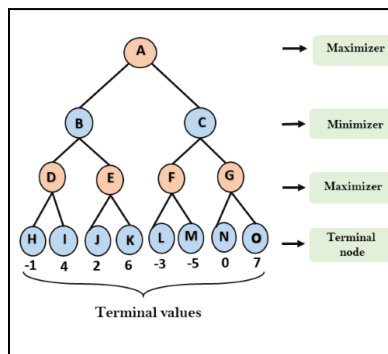 A
Maximizer
B
C
Minimizer
D
E
F
G
Maximizer
H
I
J
K
L
M
N
O
Terminal
node
-1
4
2
6
-3
-5
0
7
Terminal values